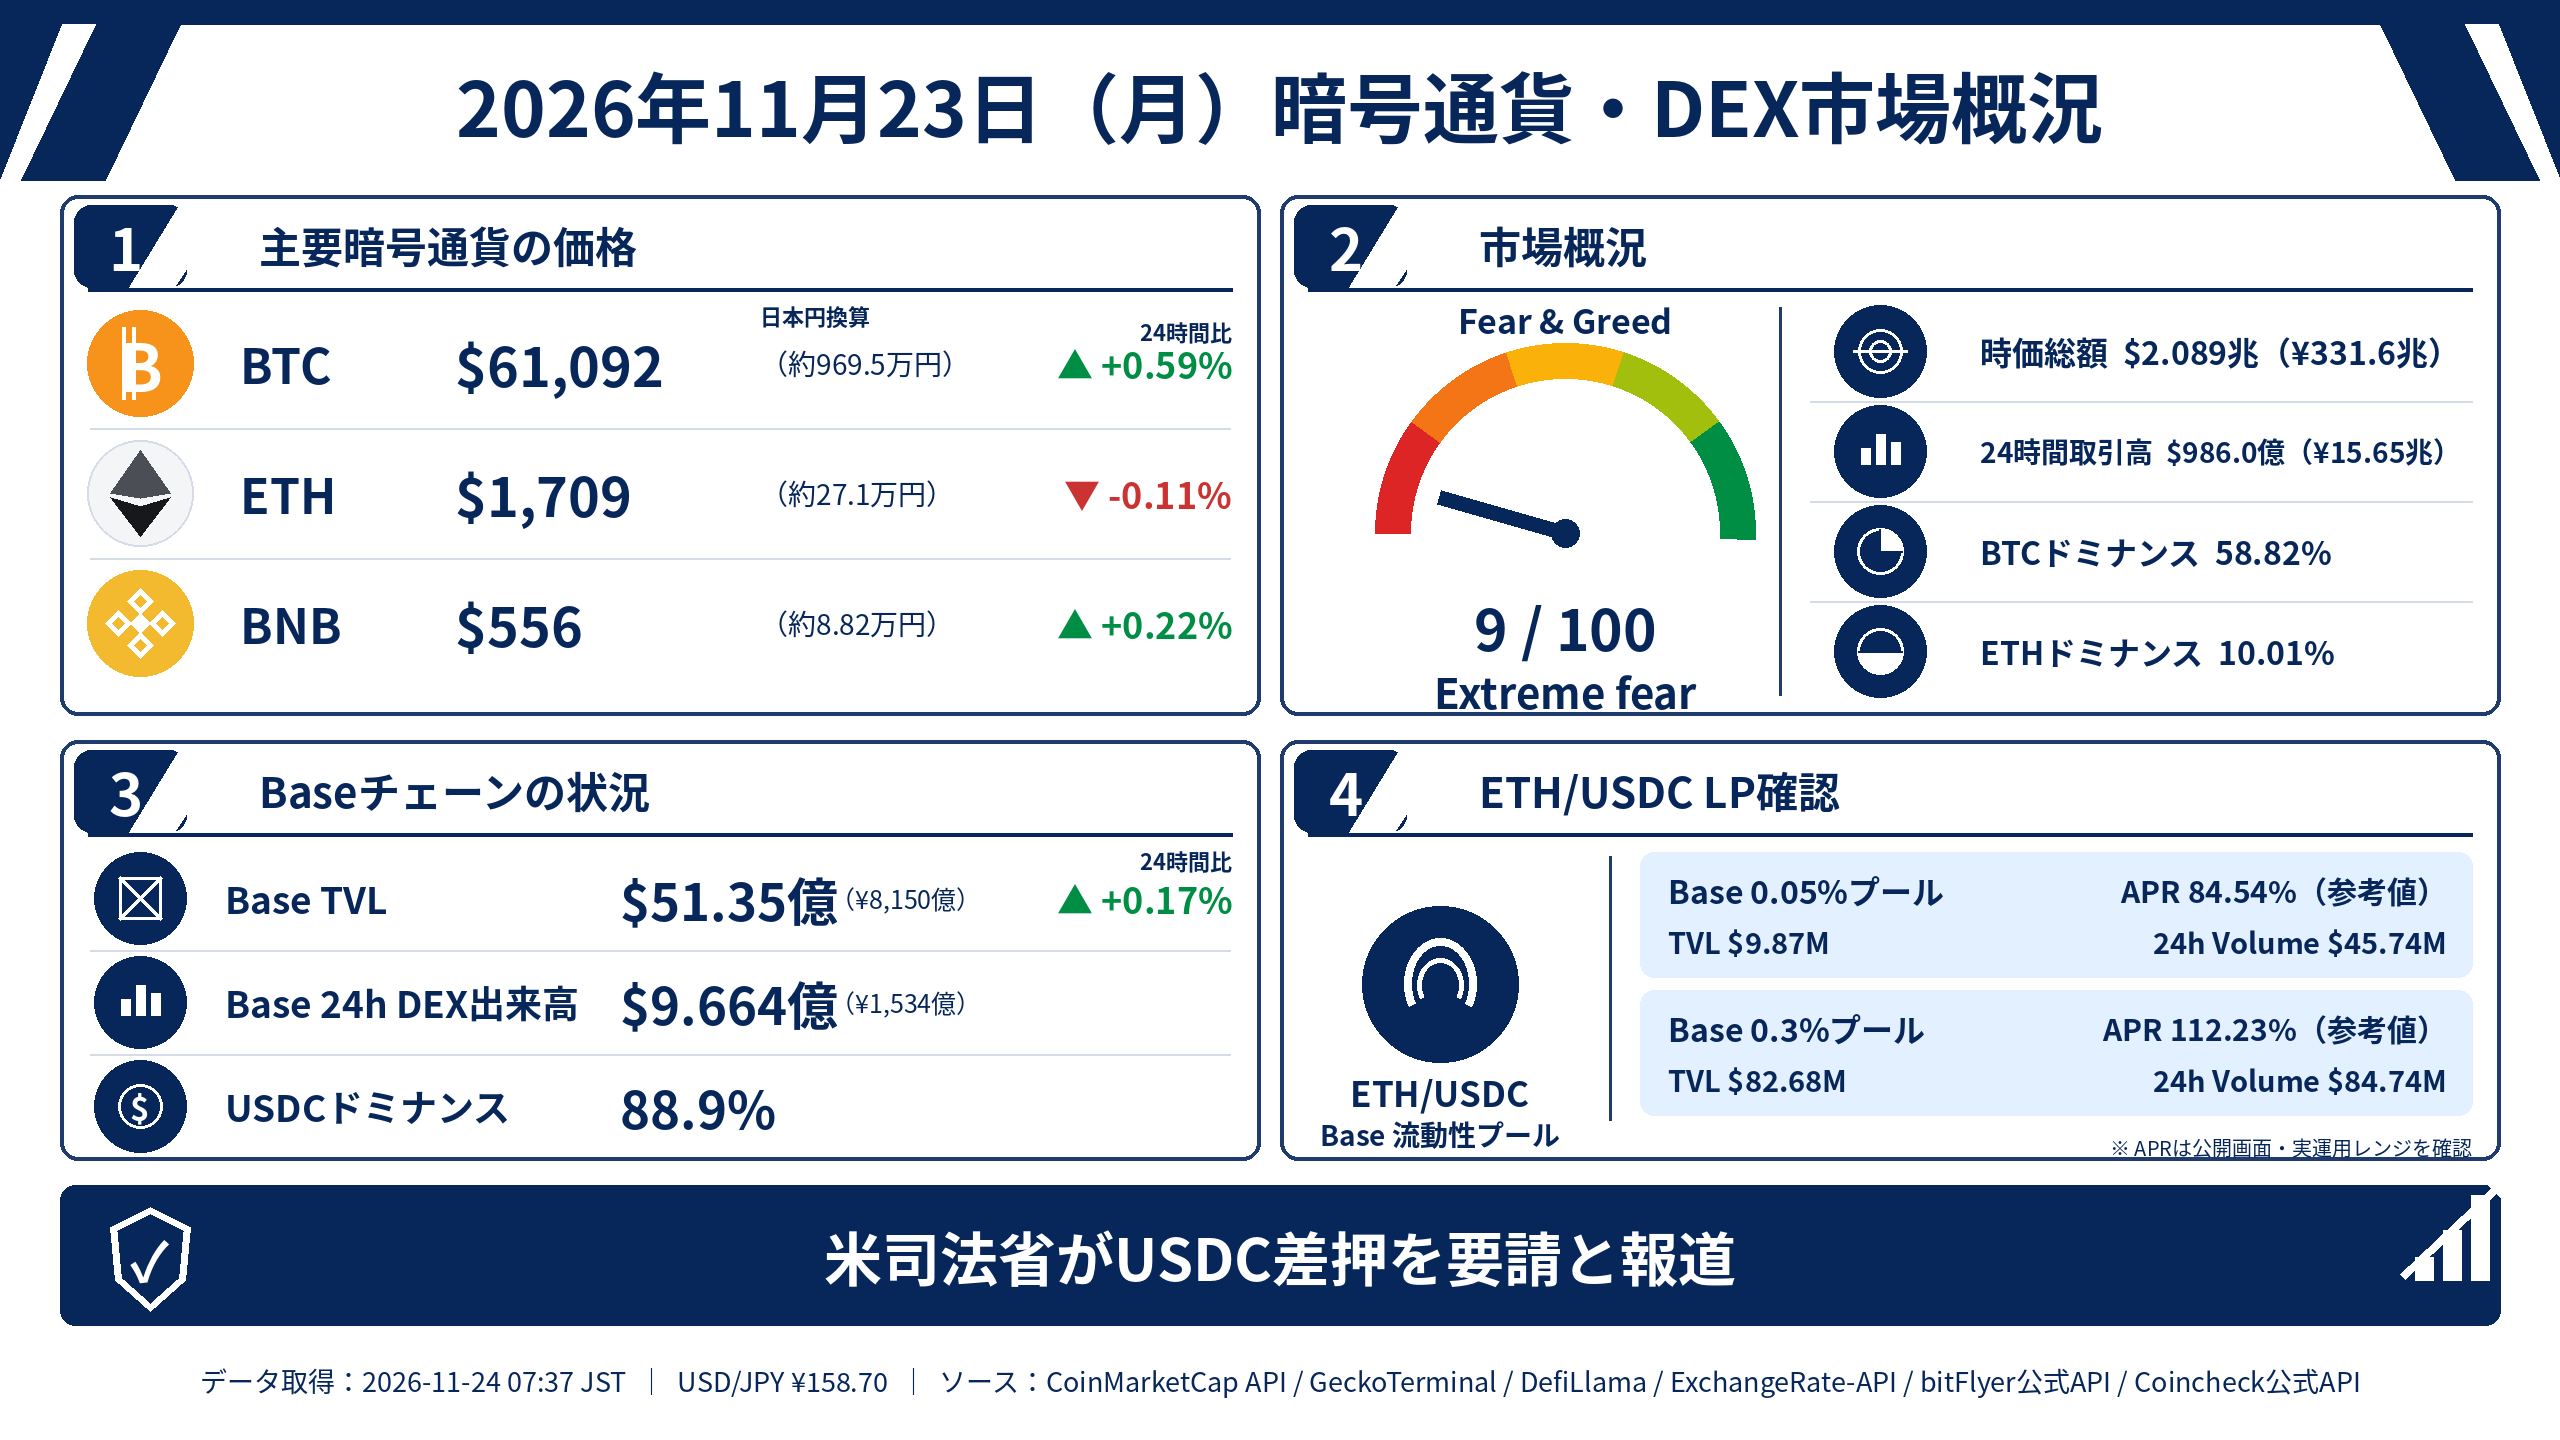 2026年11月23日（月）暗号通貨・DEX市場概況
1 主要暗号通貨の価格
日本円換算
24時間比
BTC $61,092 （約969.5万円） ▲ +0.59%
ETH $1,709 （約27.1万円） ▼ -0.11%
BNB $556 （約8.82万円） ▲ +0.22%
2 市場概況
Fear & Greed
9 / 100
Extreme fear
時価総額 $2.089兆（¥331.6兆）
24時間取引高 $986.0億（¥15.65兆）
BTCドミナンス 58.82%
ETHドミナンス 10.01%
3 Baseチェーンの状況
24時間比
Base TVL $51.35億（¥8,150億） ▲ +0.17%
Base 24h DEX出来高 $9.664億（¥1,534億）
$ USDCドミナンス 88.9%
4 ETH/USDC LP確認
ETH/USDC
Base 流動性プール
Base 0.05%プール APR 84.54%（参考値）
TVL $9.87M 24h Volume $45.74M
Base 0.3%プール APR 112.23%（参考値）
TVL $82.68M 24h Volume $84.74M
※ APRは公開画面・実運用レンジを確認
米司法省がUSDC差押を要請と報道
データ取得：2026-11-24 07:37 JST ｜ USD/JPY ¥158.70 ｜ ソース：CoinMarketCap API / GeckoTerminal / DefiLlama / ExchangeRate-API / bitFlyer公式API / Coincheck公式API